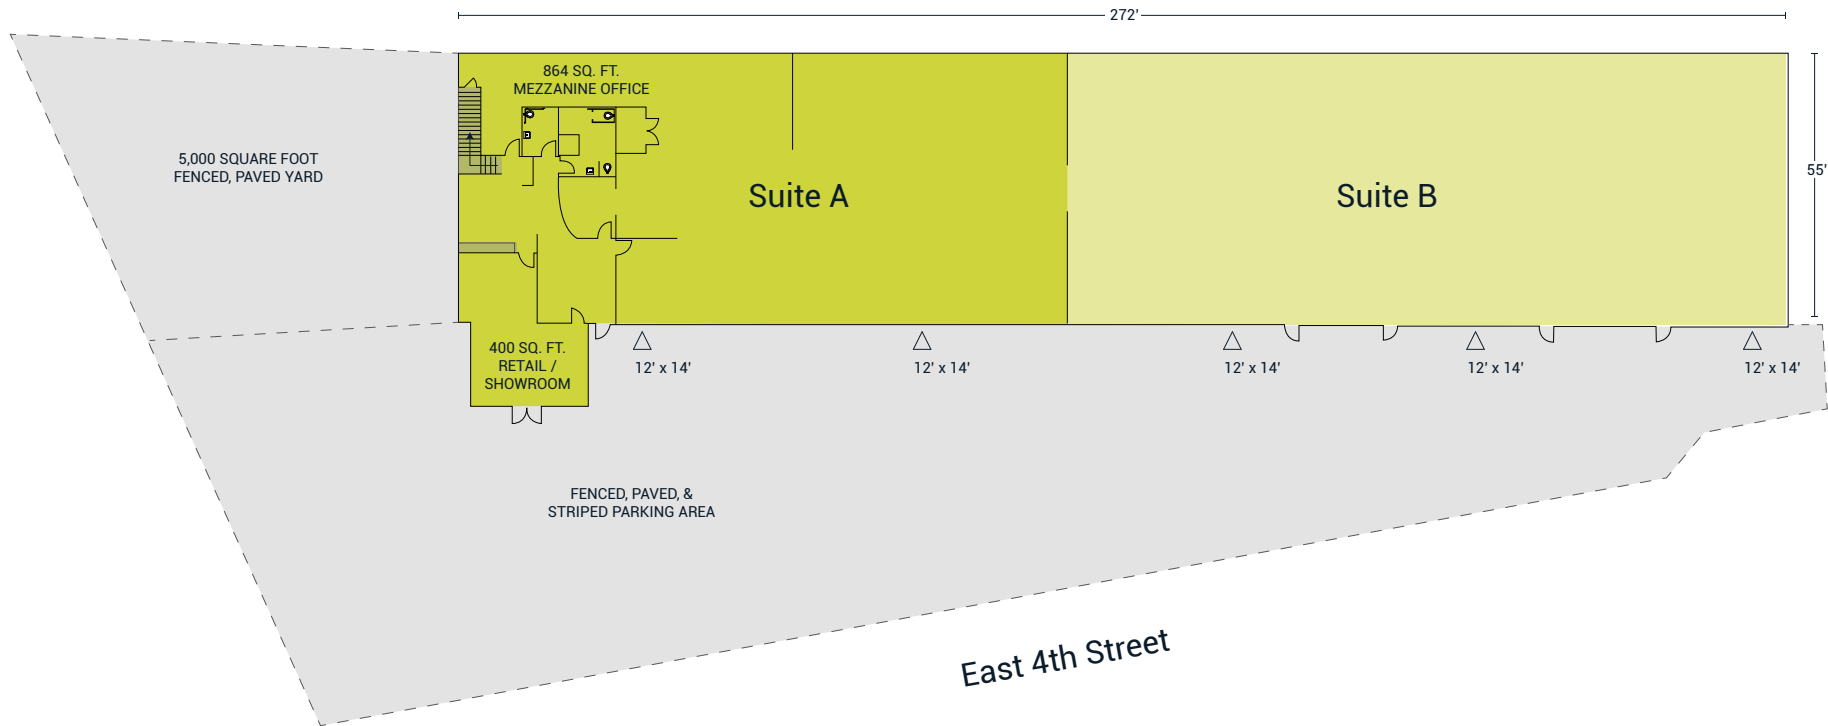 272'
864 SQ. FT.
MEZZANINE OFFICE
5,000 SQUARE FOOT
FENCED, PAVED YARD
55'
Suite A
Suite B
400 SQ. FT.
RETAIL /
SHOWROOM
12' x 14'
12' x 14'
12' x 14'
12' x 14'
12' x 14'
FENCED, PAVED, &
STRIPED PARKING AREA
East 4th Street